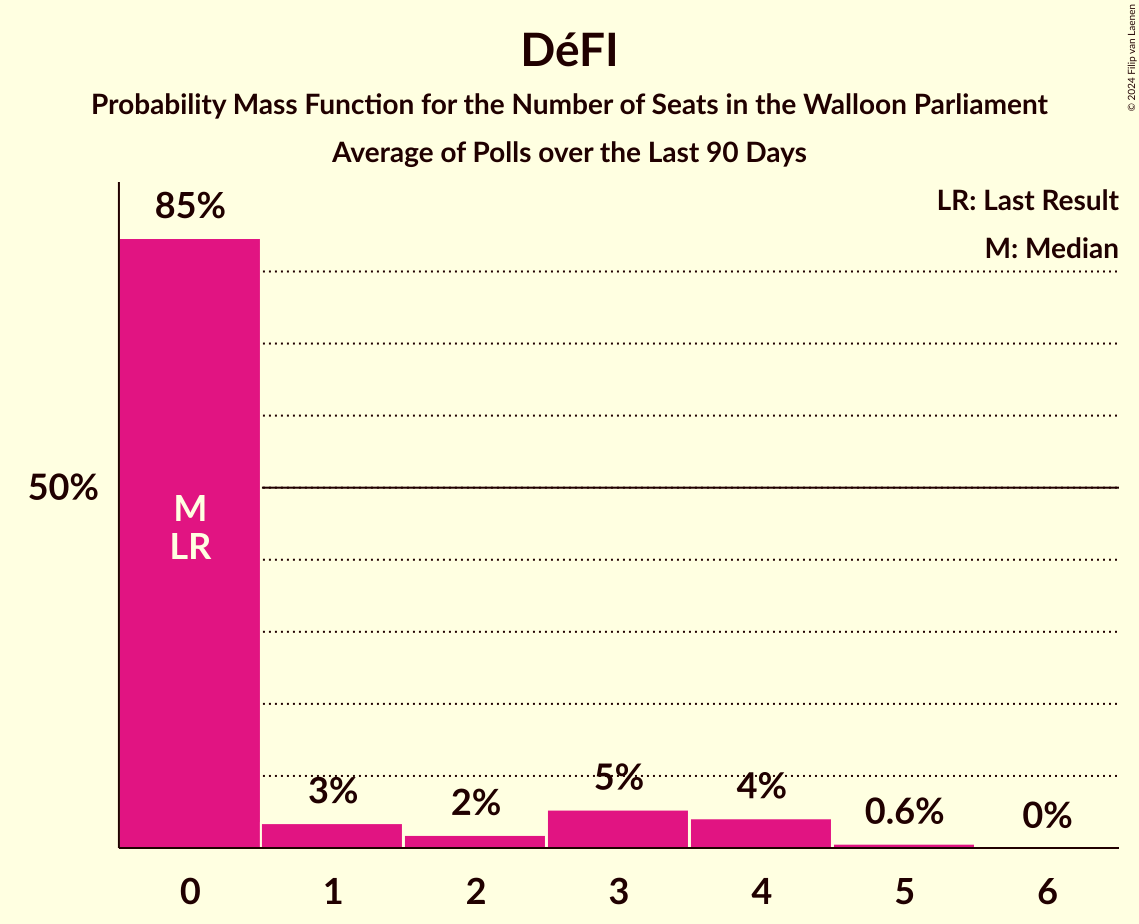 DéFI
Probability Mass Function for the Number of Seats in the Walloon Parliament
Average of Polls over the Last 90 Days
© 2024 Filip van Laenen
LR: Last Result
M: Median
85%
50%
M
LR
3%
2%
5%
4%
0.6%
0%
0 1 2 3 4 5 6